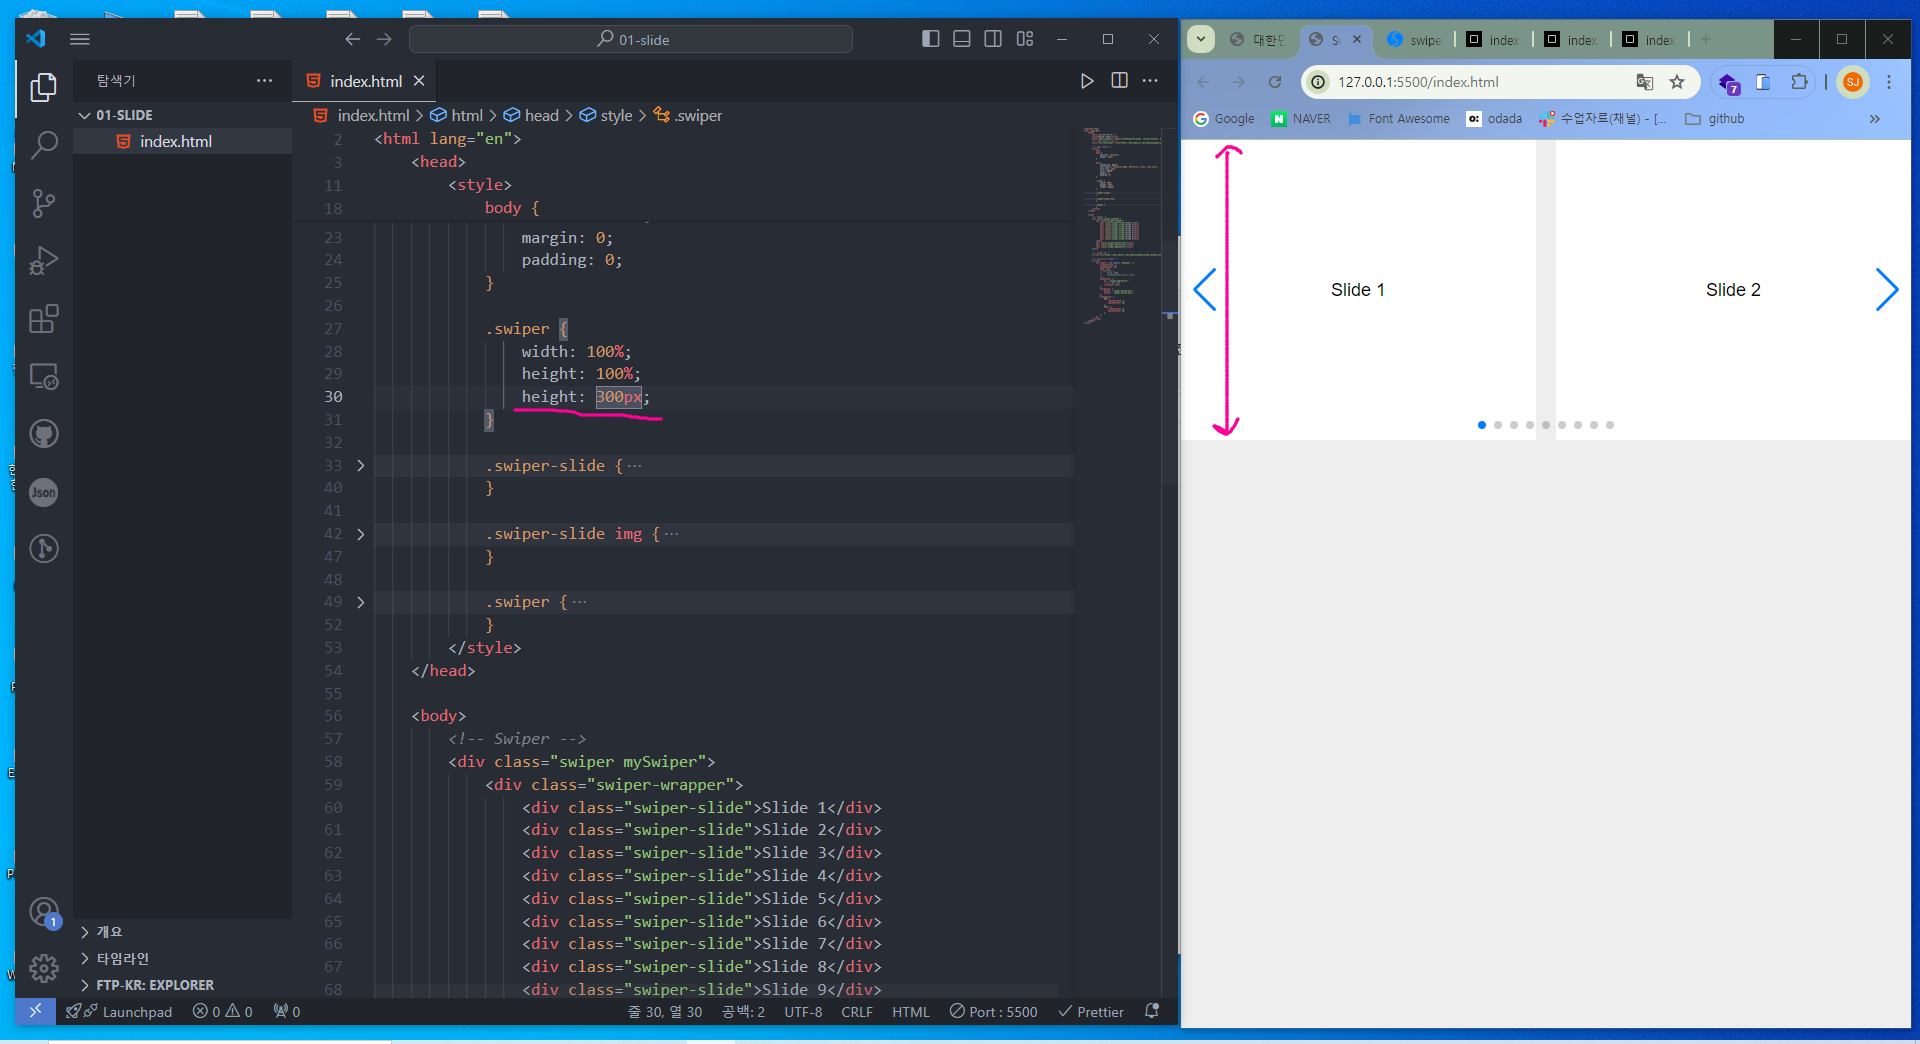 01-slide
탐색기
index.html
01-SLIDE
index.html
index.html > html > head > style > .swiper
2 <html lang="en">
3 <head>
11 <style>
18 body {
23 margin: 0;
24 padding: 0;
25 }
26
27 .swiper {
28 width: 100%;
29 height: 100%;
30 height: 300px;
31 }
32
33 .swiper-slide {···
40 }
41
42 .swiper-slide img {···
47 }
48
49 .swiper {···
52 }
53 </style>
54 </head>
55
56 <body>
57 <!-- Swiper -->
58 <div class="swiper mySwiper">
59 <div class="swiper-wrapper">
60 <div class="swiper-slide">Slide 1</div>
61 <div class="swiper-slide">Slide 2</div>
62 <div class="swiper-slide">Slide 3</div>
63 <div class="swiper-slide">Slide 4</div>
64 <div class="swiper-slide">Slide 5</div>
65 <div class="swiper-slide">Slide 6</div>
66 <div class="swiper-slide">Slide 7</div>
67 <div class="swiper-slide">Slide 8</div>
68 <div class="swiper-slide">Slide 9</div>
Json
1
개요
타임라인
FTP-KR: EXPLORER
Launchpad 0 0 0 줄 30, 열 30 공백: 2 UTF-8 CRLF HTML Port : 5500 Prettier
대한민 swipe index index index
127.0.0.1:5500/index.html 7 SJ
Google NAVER Font Awesome odada 수업자료(채널) - [... github
Slide 1 Slide 2